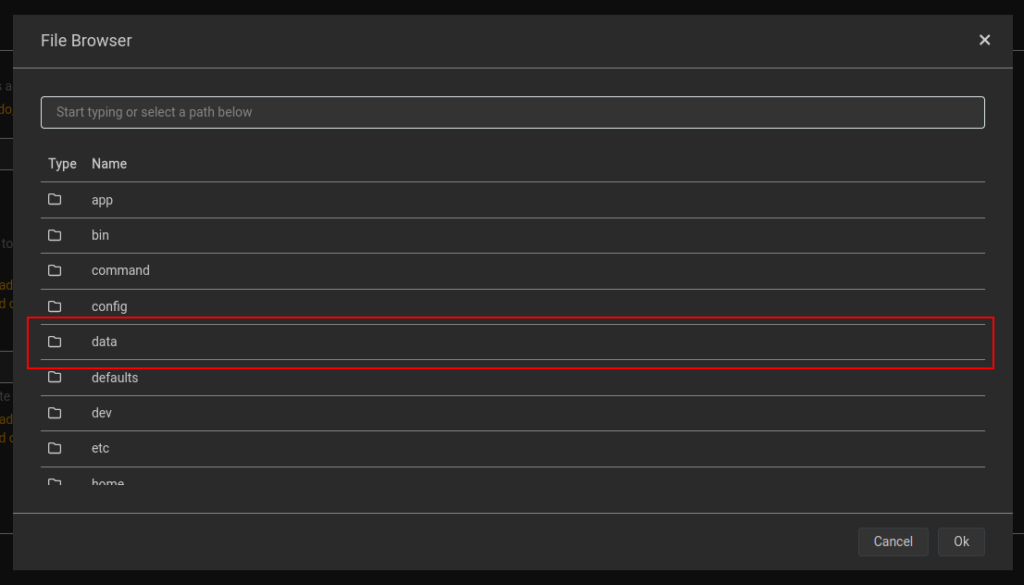 File Browser
Start typing or select a path below
Type Name
app
bin
command
config
data
defaults
dev
etc
home
Cancel Ok